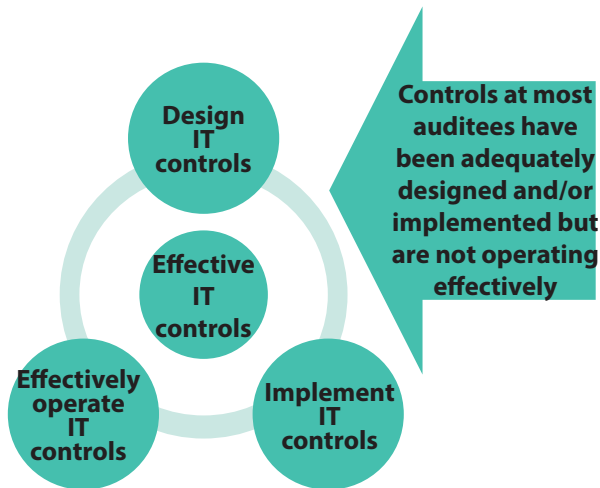 Design
IT
controls
Effective
IT
controls
Effectively
operate
IT
controls
Implement
IT
controls
Controls at most
auditees have
been adequately
designed and/or
implemented but
are not operating
effectively